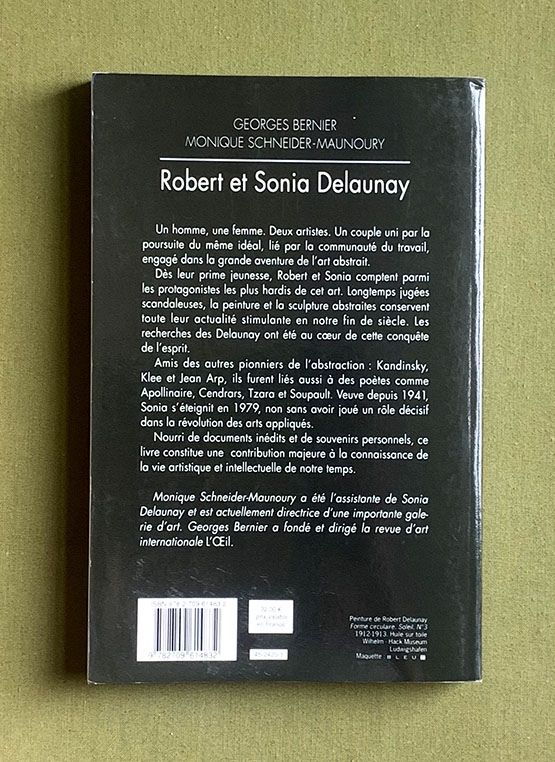 GEORGES BERNIER
MONIQUE SCHNEIDER-MAUNOURY
Robert et Sonia Delaunay
Un homme, une femme. Deux artistes. Un couple uni par la
poursuite du même idéal, lié par la communauté du travail,
engagé dans la grande aventure de l'art abstrait.
Dès leur prime jeunesse, Robert et Sonia comptent parmi
les protagonistes les plus hardis de cet art. Longtemps jugées
scandaleuses, la peinture et la sculpture abstraites conservent
toute leur actualité stimulante en notre fin de siècle. Les
recherches des Delaunay ont été au cœur de cette conquête
de l'esprit.
Amis des autres pionniers de l'abstraction : Kandinsky,
Klee et Jean Arp, ils furent liés aussi à des poètes comme
Apollinaire, Cendrars, Tzara et Soupault. Veuve depuis 1941,
Sonia s'éteignit en 1979, non sans avoir joué un rôle décisif
dans la révolution des arts appliqués.
Nourri de documents inédits et de souvenirs personnels, ce
livre constitue une contribution majeure à la connaissance de
la vie artistique et intellectuelle de notre temps.
Monique Schneider-Maunoury a été l'assistante de Sonia
Delaunay et est actuellement directrice d'une importante gale-
rie d'art. Georges Bernier a fondé et dirigé la revue d'art
internationale L'Œil.
ISBN 978 2
9 782709 614832
Peinture de Robert Delaunay
Forme circulaire. Soleil. N°3
1912-1913. Huile sur toile
Wilhelm - Hack Museum
Ludwigshafen
Maquette BLEU